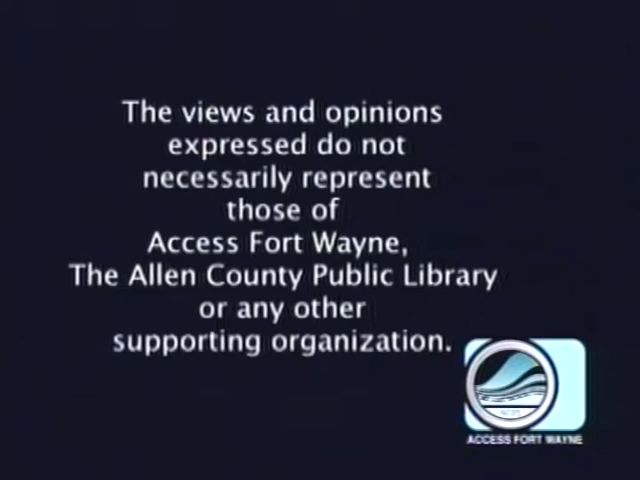 The views and opinions
expressed do not
necessarily represent
those of
Access Fort Wayne,
The Allen County Public Library
or any other
supporting organization.
ACCESS FORT WAYNE